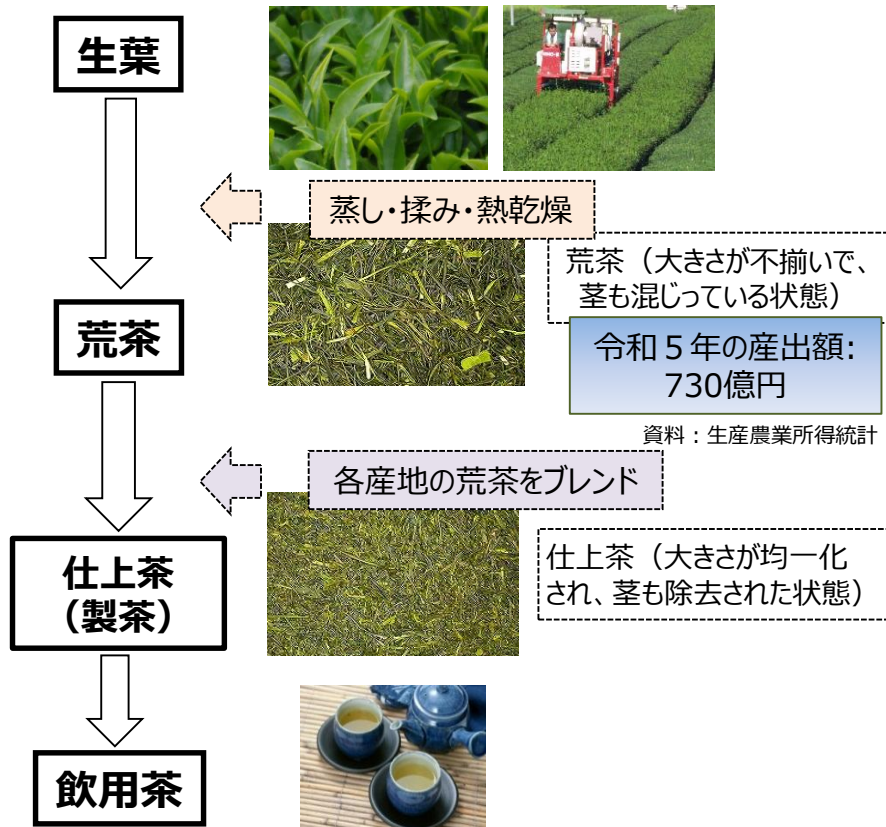 生葉
蒸し・揉み・熱乾燥
荒茶（大きさが不揃いで、
茎も混じっている状態）
荒茶
令和５年の産出額:
730億円
資料：生産農業所得統計
各産地の荒茶をブレンド
仕上茶
（製茶）
仕上茶（大きさが均一化
され、茎も除去された状態）
飲用茶